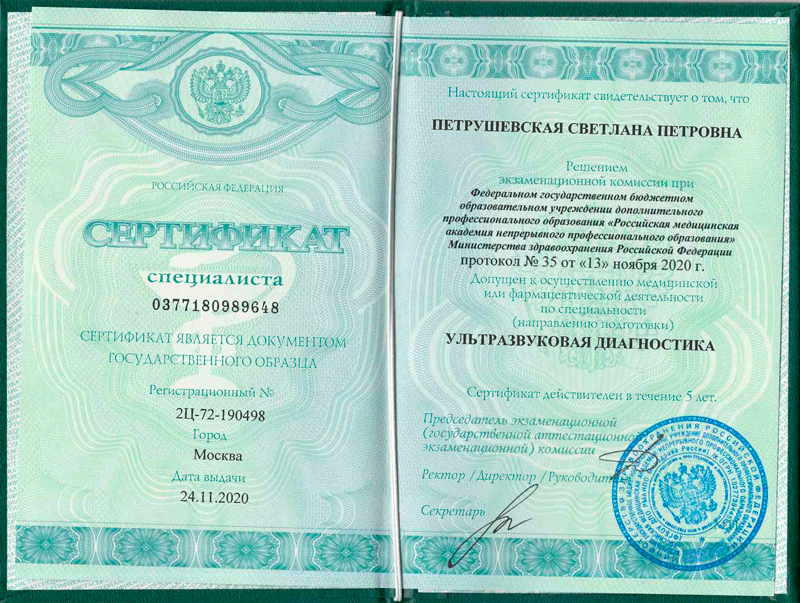 РОССИЙСКАЯ ФЕДЕРАЦИЯ
СЕРТИФИКАТ
специалиста
0377180989648
СЕРТИФИКАТ ЯВЛЯЕТСЯ ДОКУМЕНТОМ
ГОСУДАРСТВЕННОГО ОБРАЗЦА
Регистрационный №
2Ц-72-190498
Город
Москва
Дата выдачи
24.11.2020
Настоящий сертификат свидетельствует о том, что
ПЕТРУШЕВСКАЯ СВЕТЛАНА ПЕТРОВНА
Решением
экзаменационной комиссии при
Федеральном государственном бюджетном
образовательном учреждении дополнительного
профессионального образования «Российская медицинская
академия непрерывного профессионального образования»
Министерства здравоохранения Российской Федерации
протокол № 35 от «13» ноября 2020 г.
Допущен к осуществлению медицинской
или фармацевтической деятельности
по специальности
(направлению подготовки)
УЛЬТРАЗВУКОВАЯ ДИАГНОСТИКА
Сертификат действителен в течение 5 лет.
Председатель экзаменационной
(государственной аттестационно
экзаменационной) комиссии
Ректор /Директор /Руководит
Секретарь